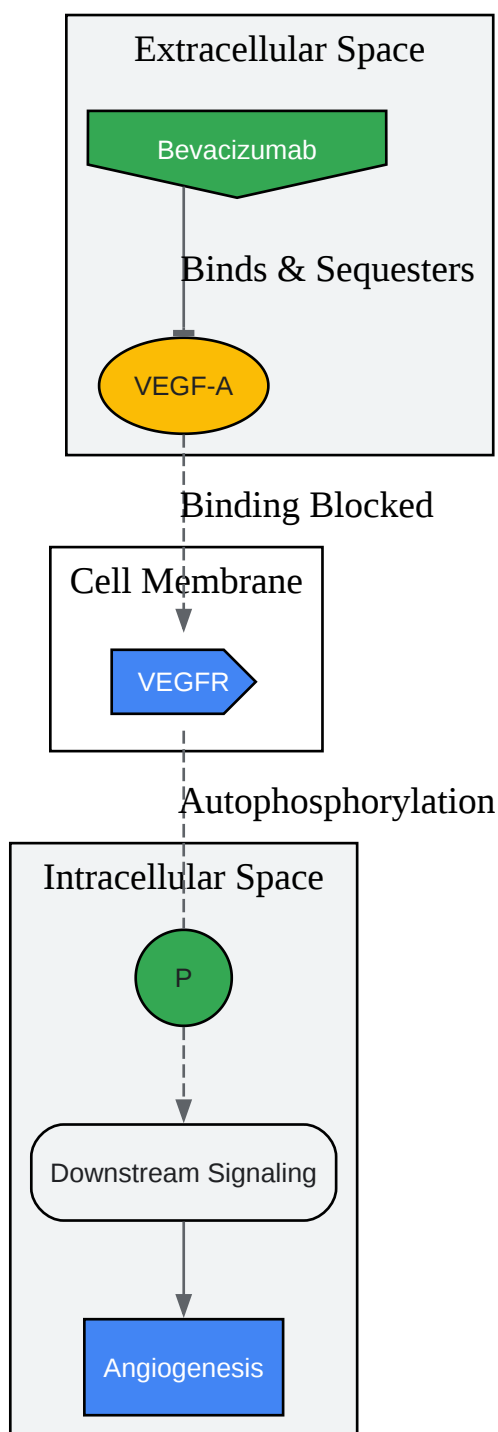 Extracellular Space
Bevacizumab
Binds & Sequesters
VEGF-A
Binding Blocked
Cell Membrane
VEGFR
Autophosphorylation
Intracellular Space
P
Downstream Signaling
Angiogenesis